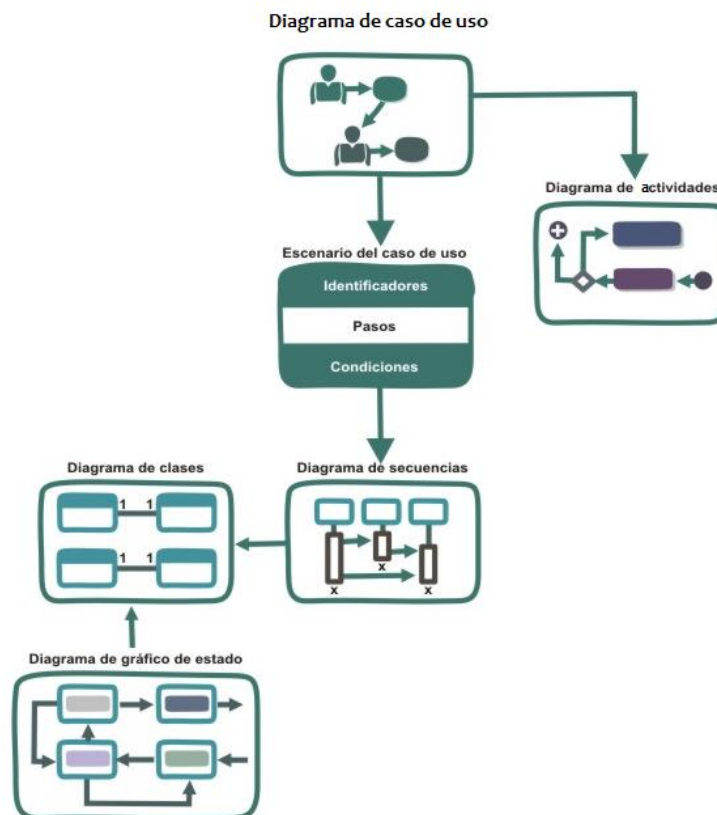 Diagrama de caso de uso
Diagrama de actividades
Escenario del caso de uso
Identificadores
Pasos
Condiciones
Diagrama de clases
1 1
1 1
Diagrama de secuencias
x x x
Diagrama de gráfico de estado